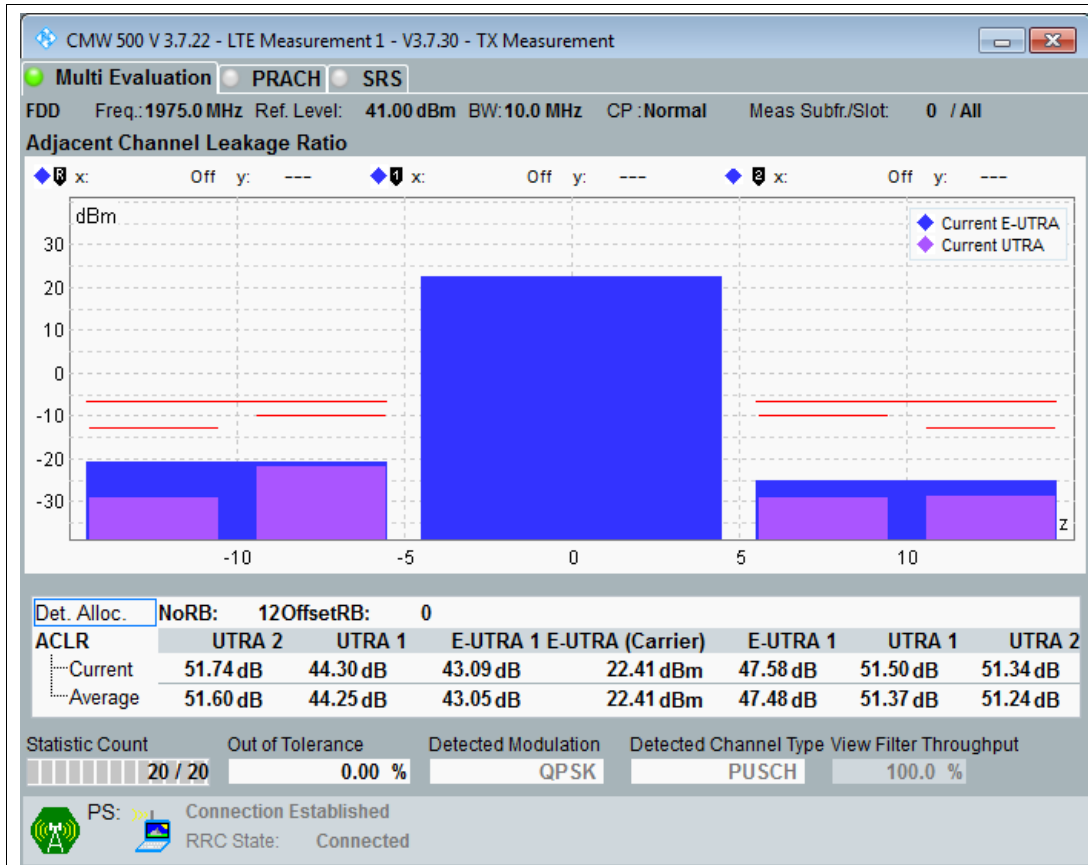 CMW 500 V 3.7.22 - LTE Measurement 1 - V3.7.30 - TX Measurement
Multi Evaluation PRACH SRS
FDD Freq.: 1975.0 MHz Ref. Level: 41.00 dBm BW: 10.0 MHz CP : Normal Meas Subfr./Slot: 0 / All
Adjacent Channel Leakage Ratio
R x: Off y: --- 1 x: Off y: --- 2 x: Off y: ---
dBm
Current E-UTRA
Current UTRA
30
20
10
0
-10
-20
-30
z
-10 -5 0 5 10
Det. Alloc. NoRB: 12 OffsetRB: 0
ACLR UTRA 2 UTRA 1 E-UTRA 1 E-UTRA (Carrier) E-UTRA 1 UTRA 1 UTRA 2
Current 51.74 dB 44.30 dB 43.09 dB 22.41 dBm 47.58 dB 51.50 dB 51.34 dB
Average 51.60 dB 44.25 dB 43.05 dB 22.41 dBm 47.48 dB 51.37 dB 51.24 dB
Statistic Count Out of Tolerance Detected Modulation Detected Channel Type View Filter Throughput
20 / 20 0.00 % QPSK PUSCH 100.0 %
PS: Connection Established
RRC State: Connected